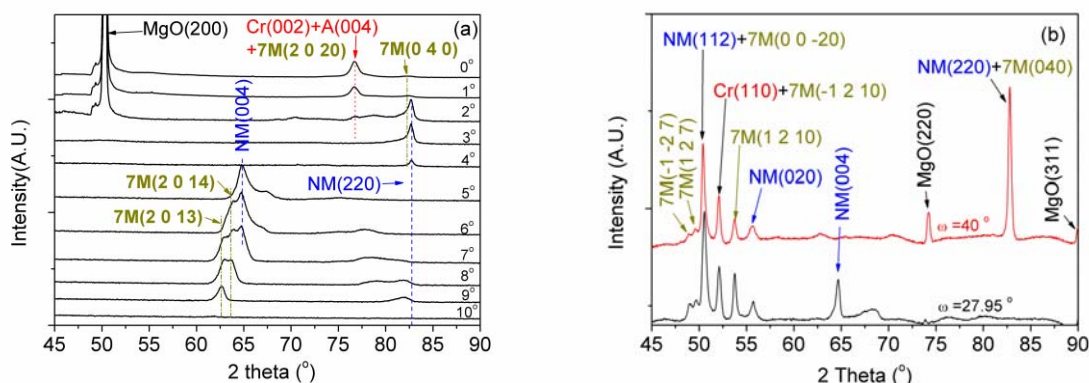 (a)
MgO(200)
Cr(002)+A(004)
+7M(2 0 20)
7M(0 4 0)
0°
1°
2°
3°
4°
5°
6°
7°
8°
9°
10°
NM(004)
7M(2 0 14)
7M(2 0 13)
NM(220)
Intensity(A.U.)
45 50 55 60 65 70 75 80 85 90
2 theta (°)
(b)
NM(112)+7M(0 0 -20)
NM(220)+7M(040)
Cr(110)+7M(-1 2 10)
7M(1 2 10)
NM(020)
7M(-1 -2 7)
7M(1 2 7)
NM(004)
MgO(220)
MgO(311)
ω=40 °
ω=27.95 °
Intensity (A.U.)
45 50 55 60 65 70 75 80 85 90
2 Theta (°)